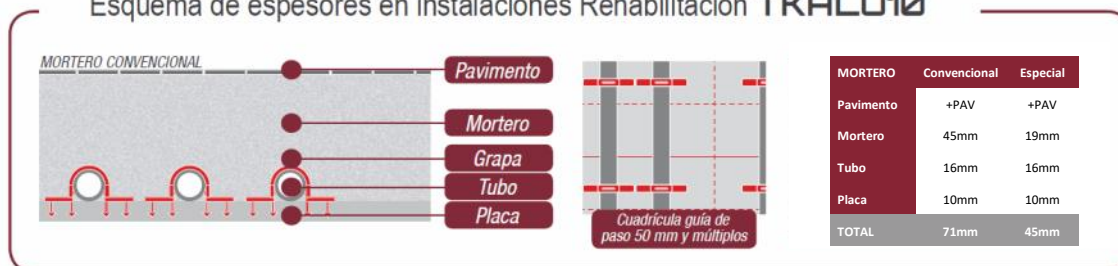 Esquema de espesores en Instalaciones Rehabilitación TRALU10
MORTERO CONVENCIONAL
Pavimento
Mortero
Grapa
Tubo
Placa
Cuadrícula guía de
paso 50 mm y múltiplos
MORTERO Convencional Especial
Pavimento +PAV +PAV
Mortero 45mm 19mm
Tubo 16mm 16mm
Placa 10mm 10mm
TOTAL 71mm 45mm